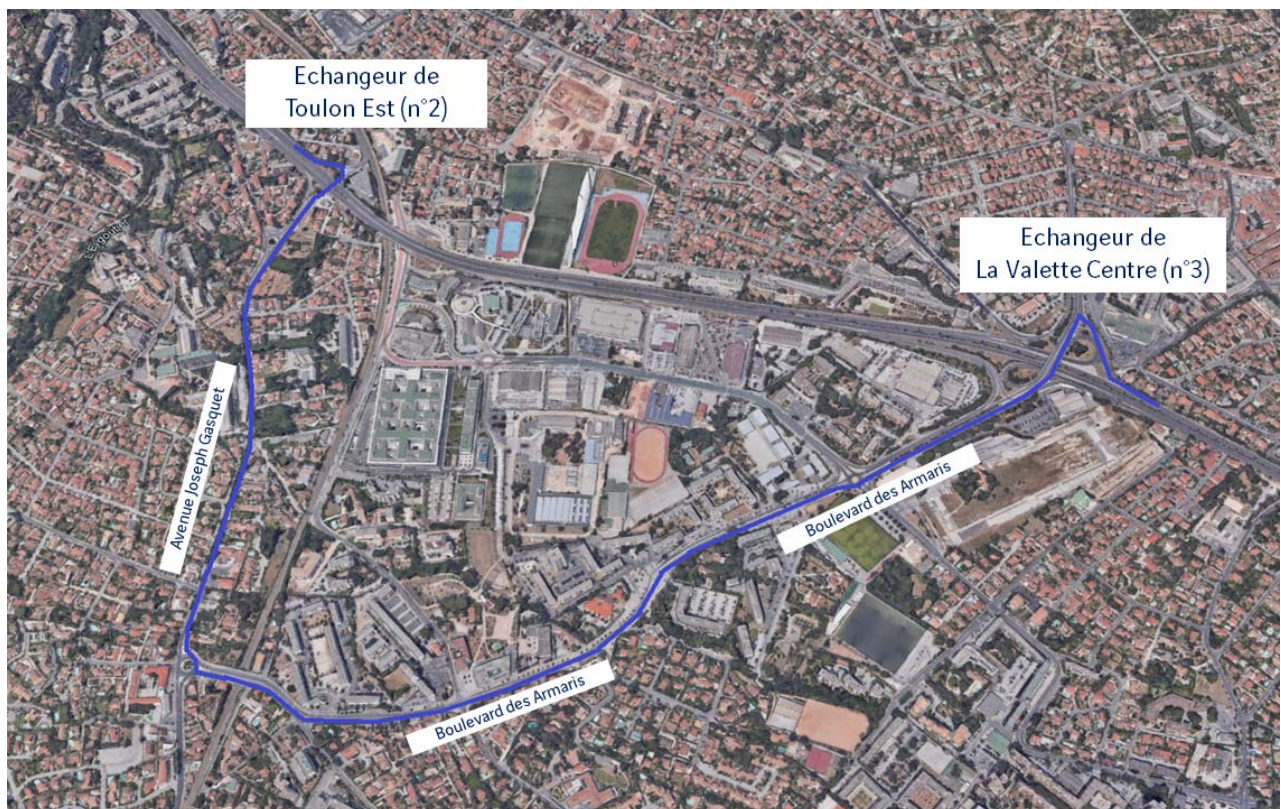 Echangeur de
Toulon Est (n°2)
Echangeur de
La Valette Centre (n°3)
Avenue Joseph Gasquet
Boulevard des Armaris
Boulevard des Armaris